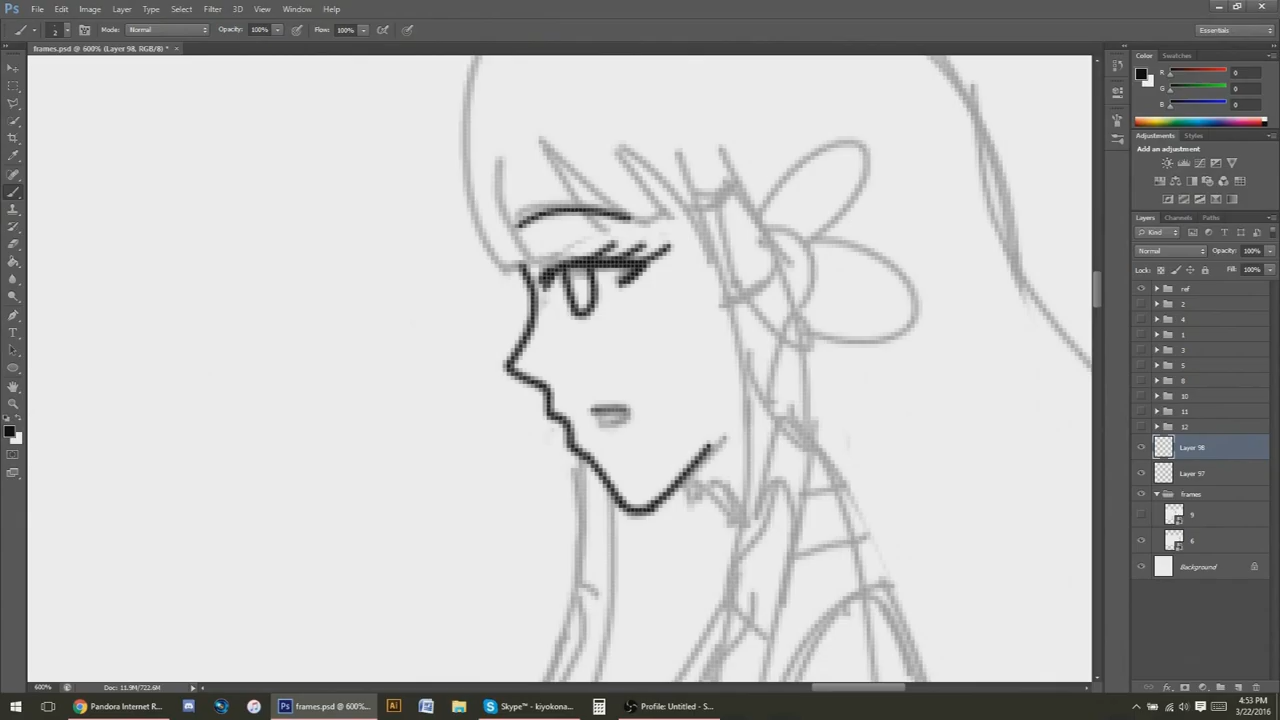 Ps File Edit Image Layer Type Select Filter 3D View Window Help
2 Mode: Normal Opacity: 100% Flow: 100% Essentials
frames.psd @ 600% (Layer 98, RGB/8) * ×
Color Swatches
R 0
G 0
B 0
Adjustments Styles
Add an adjustment
Layers Channels Paths
Kind
Normal Opacity: 100%
Lock: Fill: 100%
ref
2
4
1
3
5
8
10
11
12
Layer 98
Layer 97
frames
9
6
Background
600% Doc: 11.9M/722.6M
Pandora Internet R... Ps frames.psd @ 600%... Ai Skype™ - kiyokona... Profile: Untitled - S... 4:53 PM
3/22/2016